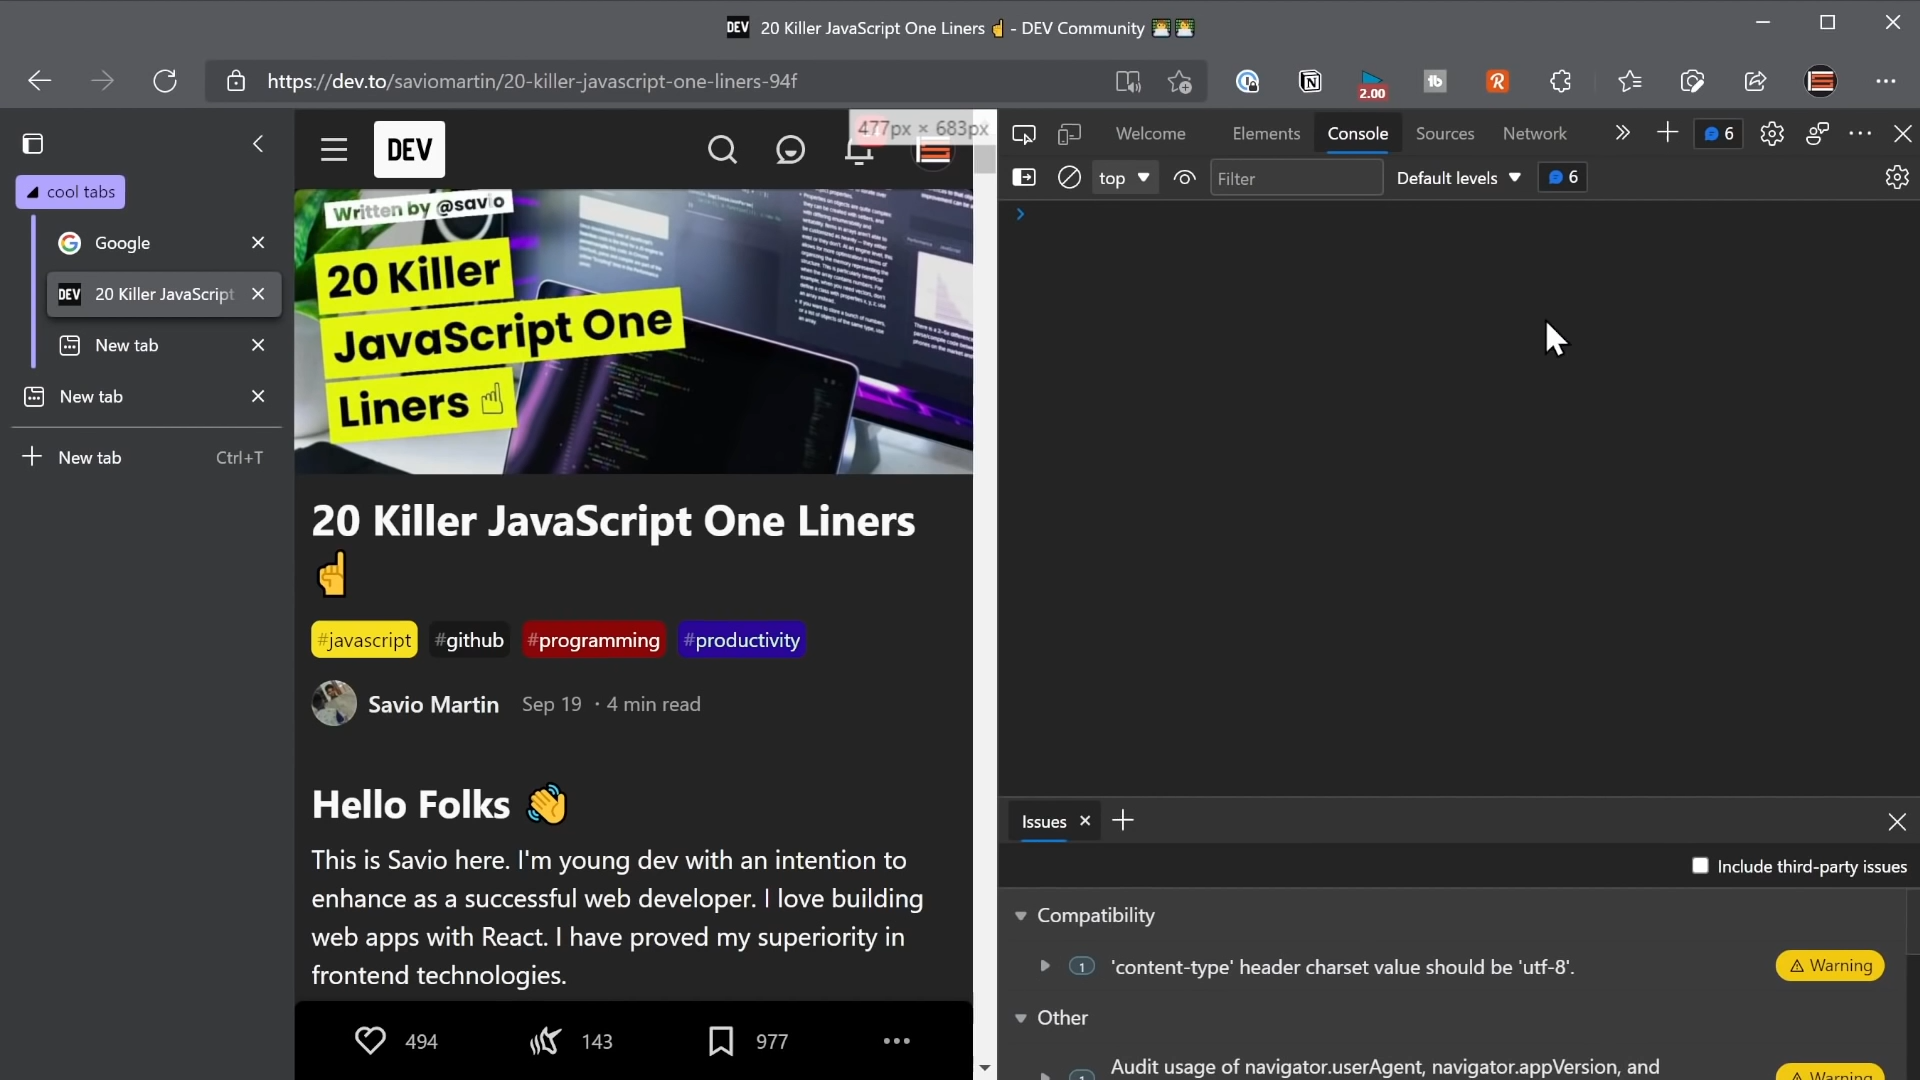 DEV 20 Killer JavaScript One Liners ☝ - DEV Community 👩‍💻👨‍💻
https://dev.to/saviomartin/20-killer-javascript-one-liners-94f
2.00
tb
R
cool tabs
Google
DEV 20 Killer JavaScript
New tab
New tab
New tab Ctrl+T
DEV
477px × 683px
Written by @savio
20 Killer
JavaScript One
Liners ☝
20 Killer JavaScript One Liners
☝
#javascript #github #programming #productivity
Savio Martin Sep 19 · 4 min read
Hello Folks 👋
This is Savio here. I'm young dev with an intention to
enhance as a successful web developer. I love building
web apps with React. I have proved my superiority in
frontend technologies.
494 143 977
Welcome Elements Console Sources Network 6
top Filter Default levels 6
Issues
Include third-party issues
Compatibility
1 'content-type' header charset value should be 'utf-8'. Warning
Other
1 Audit usage of navigator.userAgent, navigator.appVersion, and Warning